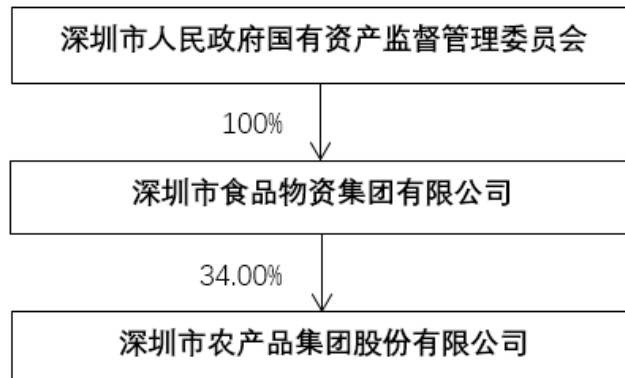 深圳市人民政府国有资产监督管理委员会
100%
深圳市食品物资集团有限公司
34.00%
深圳市农产品集团股份有限公司